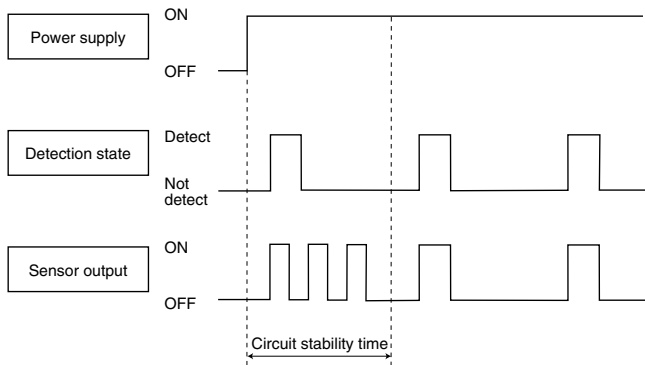 ON
Power supply
OFF
Detect
Detection state
Not
detect
ON
Sensor output
OFF
Circuit stability time